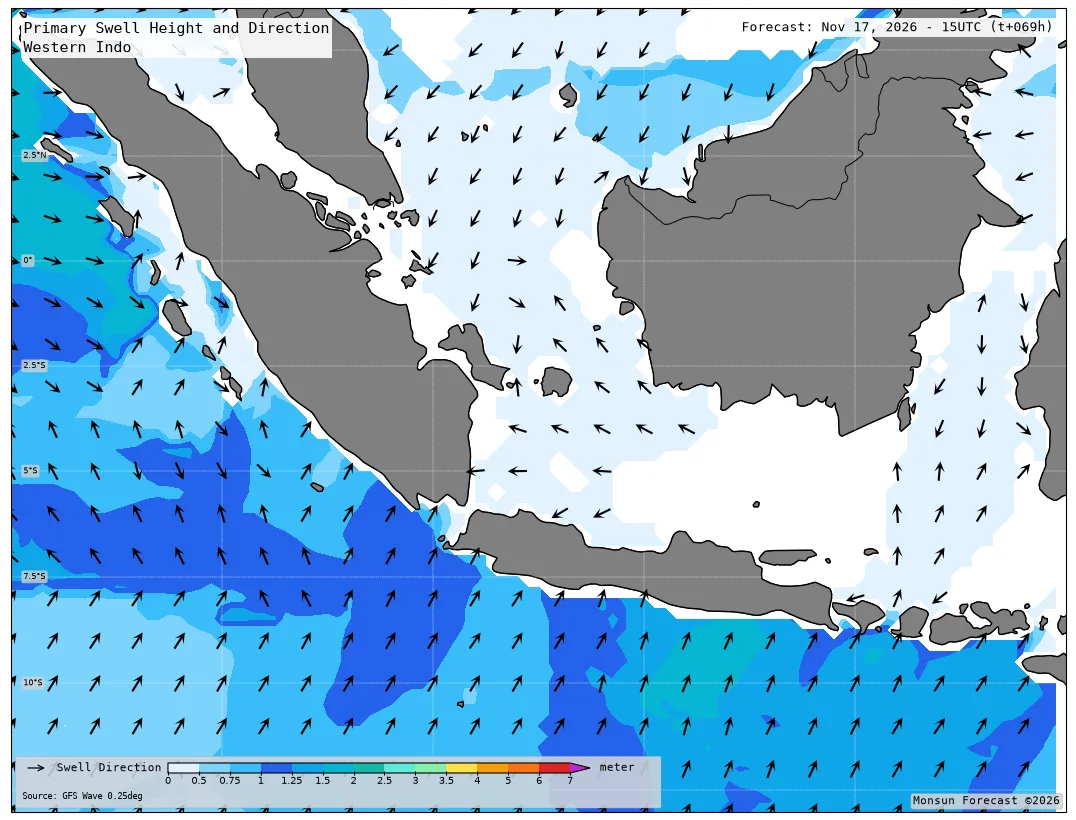 Primary Swell Height and Direction
Western Indo
Forecast: Nov 17, 2026 - 15UTC (t+069h)
2.5°N
0°
2.5°S
5°S
7.5°S
10°S
Swell Direction
0 0.5 0.75 1 1.25 1.5 2 2.5 3 3.5 4 5 6 7
meter
Source: GFS Wave 0.25deg
Monsun Forecast ©2026